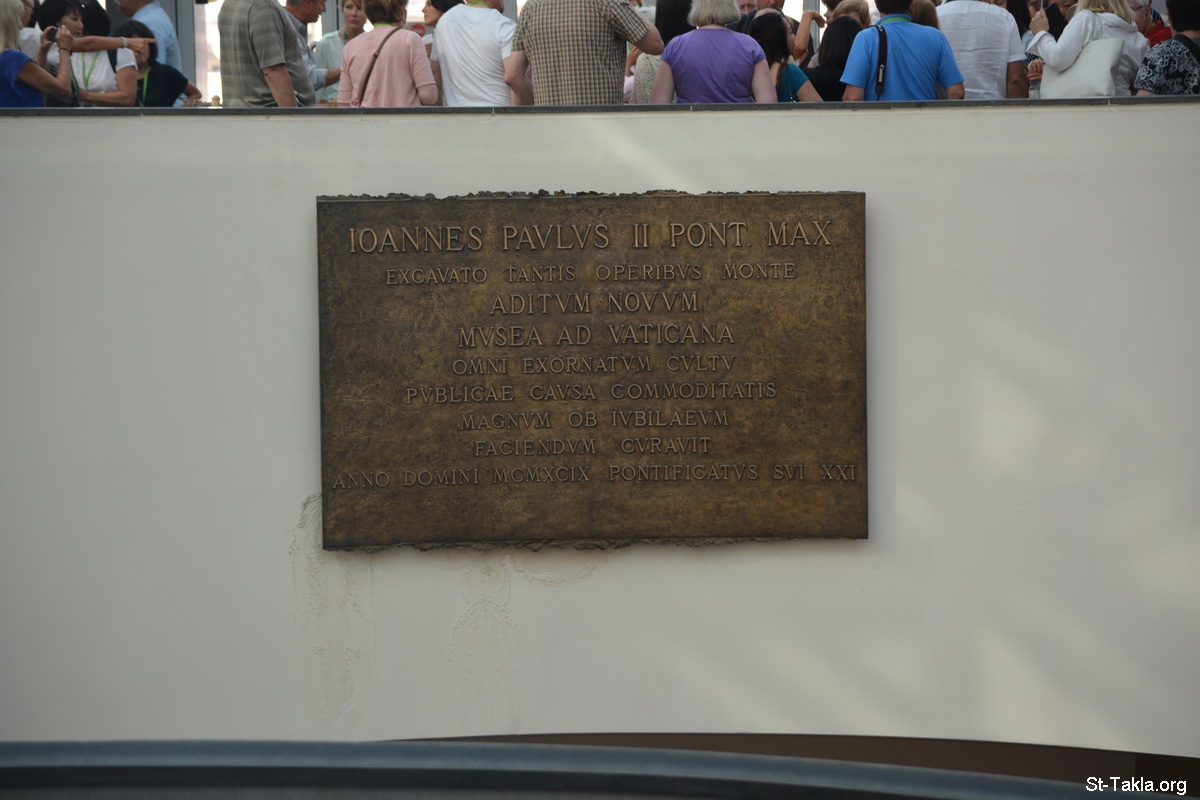 IOANNES PAVLVS II PONT. MAX
EXCAVATO TANTIS OPERIBVS MONTE
ADITVM NOVVM
MVSEA AD VATICANA
OMNI EXORNATVM CVLTV
PVBLICAE CAVSA COMMODITATIS
MAGNVM OB IVBILAEVM
FACIENDVM CVRAVIT
ANNO DOMINI MCMXCIX PONTIFICATVS SVI XXI
St-Takla.org